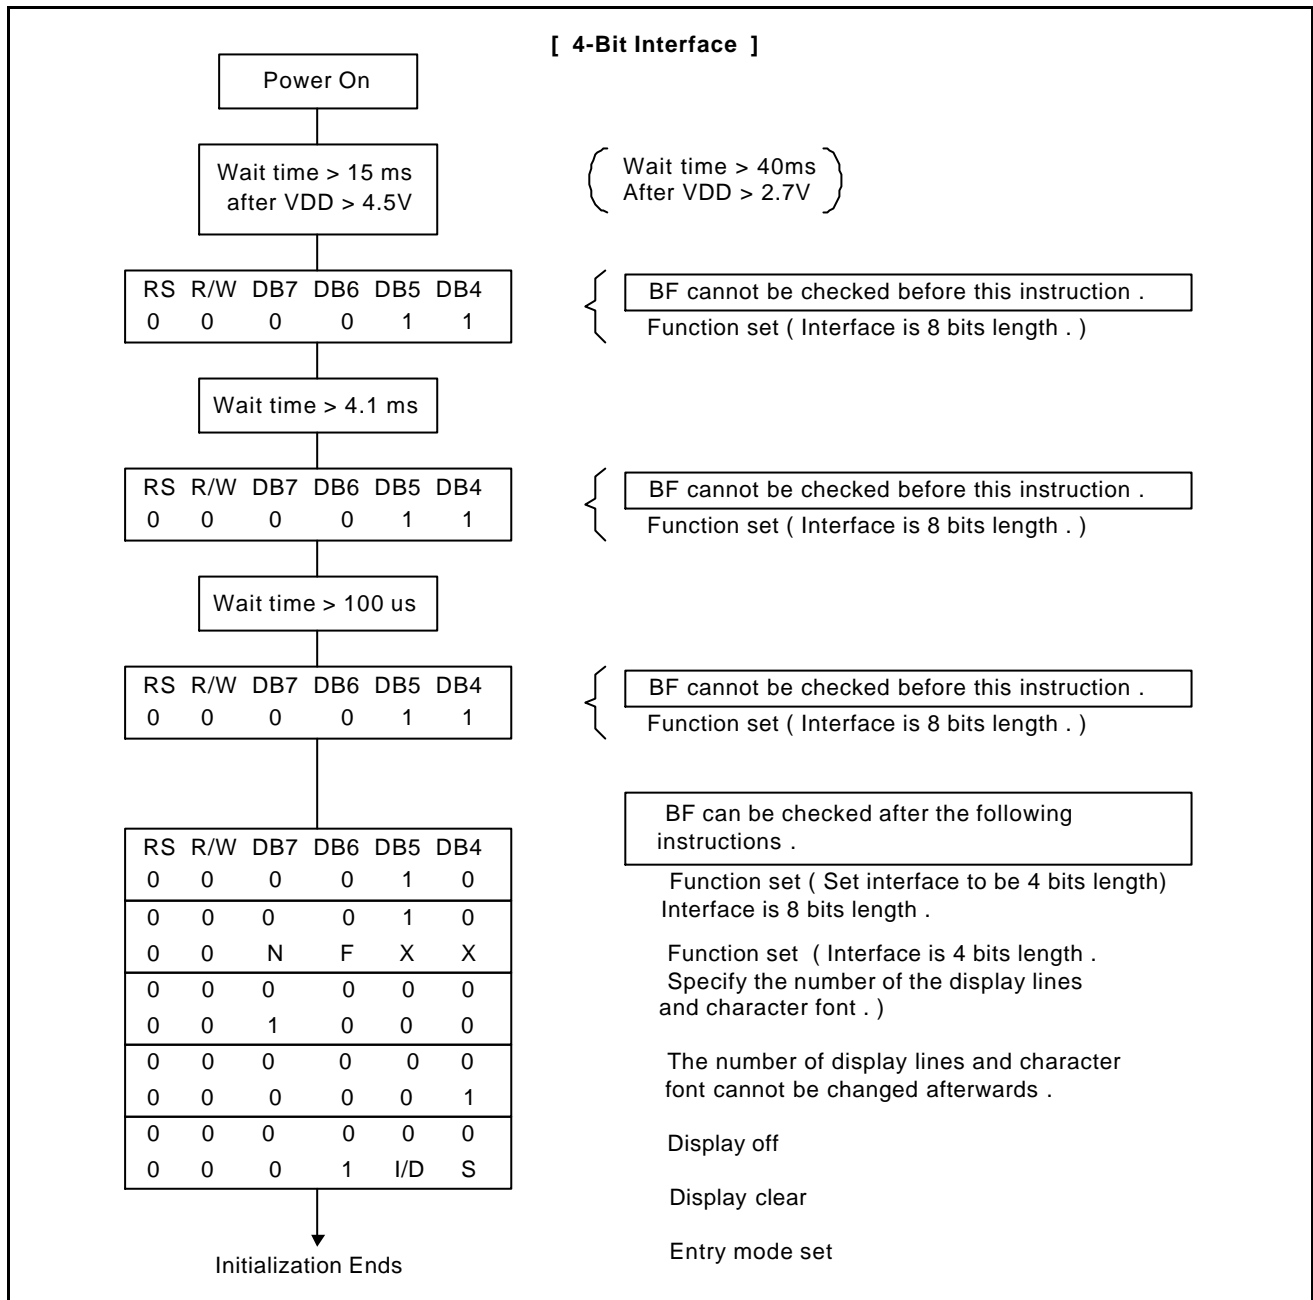 [ 4-Bit Interface ]
Power On
Wait time > 15 ms
after VDD > 4.5V
Wait time > 40ms
After VDD > 2.7V
RS R/W DB7 DB6 DB5 DB4
0 0 0 0 1 1
BF cannot be checked before this instruction .
Function set ( Interface is 8 bits length . )
Wait time > 4.1 ms
RS R/W DB7 DB6 DB5 DB4
0 0 0 0 1 1
BF cannot be checked before this instruction .
Function set ( Interface is 8 bits length . )
Wait time > 100 us
RS R/W DB7 DB6 DB5 DB4
0 0 0 0 1 1
BF cannot be checked before this instruction .
Function set ( Interface is 8 bits length . )
RS R/W DB7 DB6 DB5 DB4
0 0 0 0 1 0
0 0 0 0 1 0
0 0 N F X X
0 0 0 0 0 0
0 0 1 0 0 0
0 0 0 0 0 0
0 0 0 0 0 1
0 0 0 0 0 0
0 0 0 1 I/D S
BF can be checked after the following
instructions .
Function set ( Set interface to be 4 bits length)
Interface is 8 bits length .
Function set ( Interface is 4 bits length .
Specify the number of the display lines
and character font . )
The number of display lines and character
font cannot be changed afterwards .
Display off
Display clear
Entry mode set
Initialization Ends